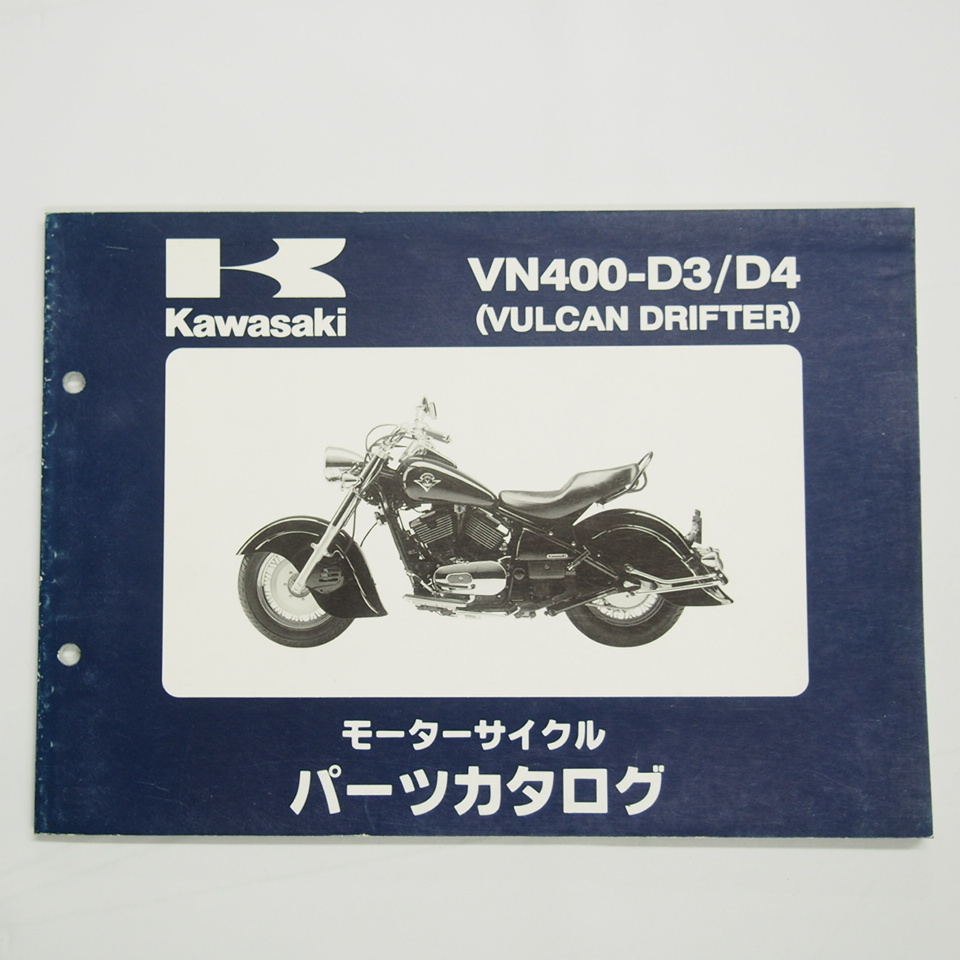 Kawasaki
VN400-D3/D4
(VULCAN DRIFTER)
モーターサイクル
パーツカタログ